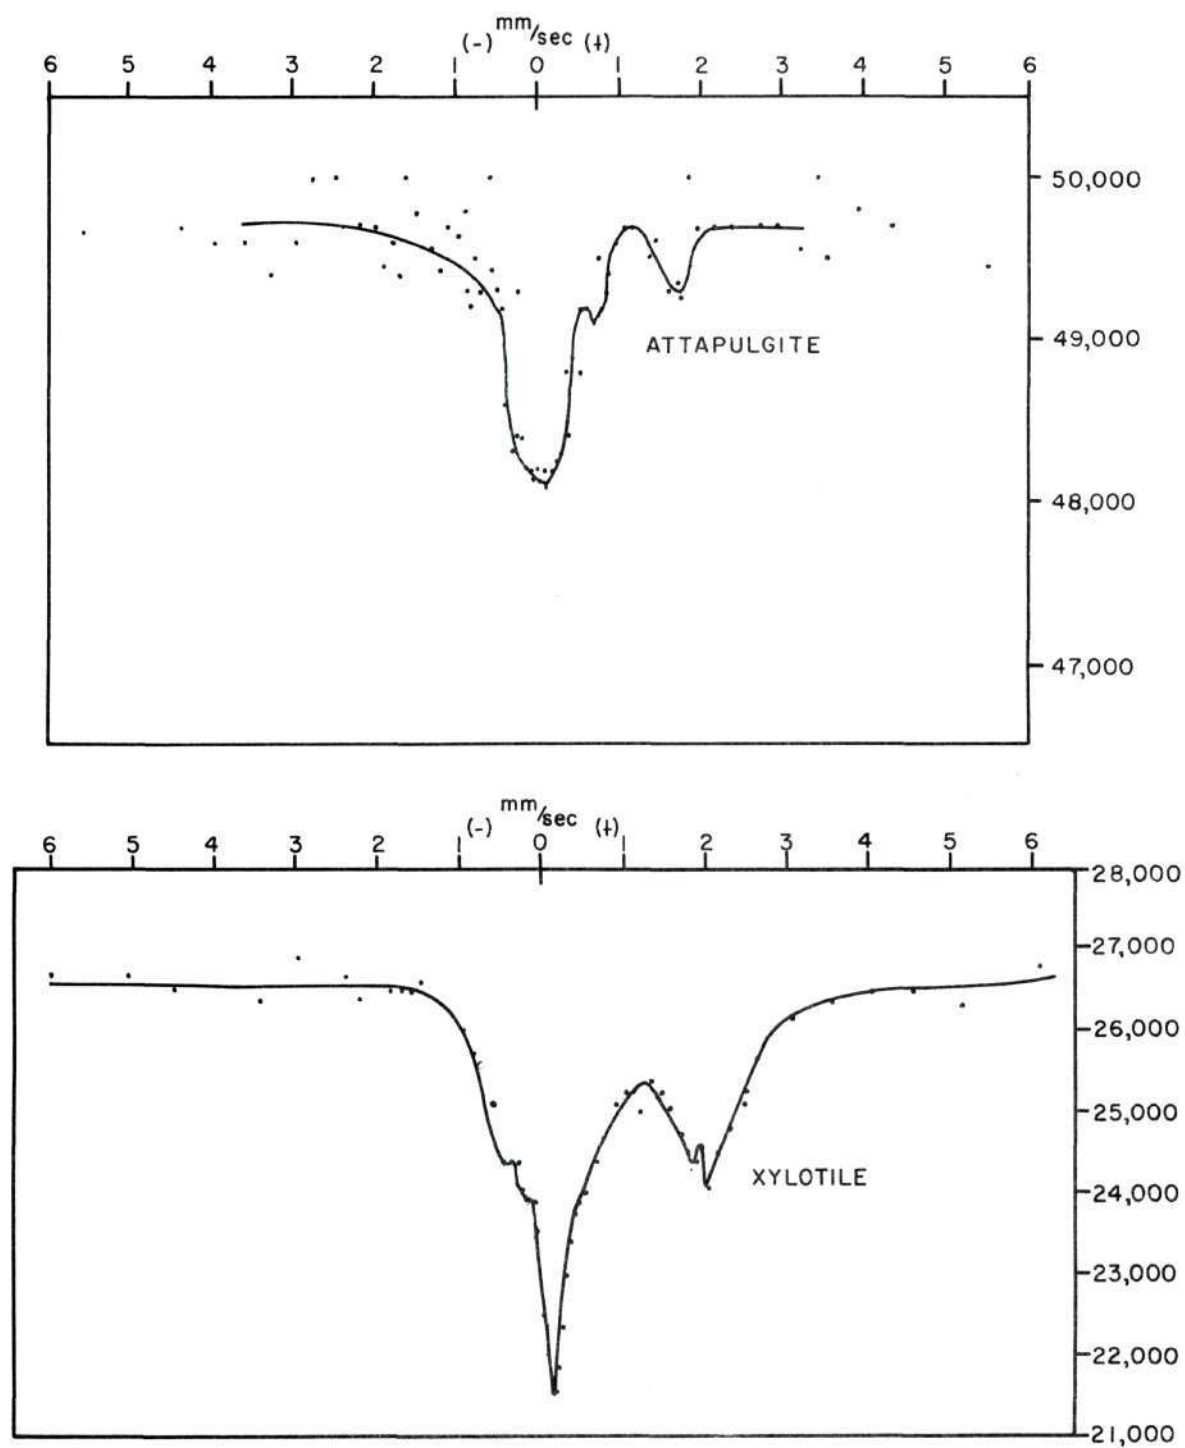 mm/sec
(-) (+)
6 5 4 3 2 1 0 1 2 3 4 5 6
50,000
49,000
ATTAPULGITE
48,000
47,000
mm/sec
(-) (+)
6 5 4 3 2 1 0 1 2 3 4 5 6
28,000
27,000
26,000
25,000
XYLOTILE
24,000
23,000
22,000
21,000